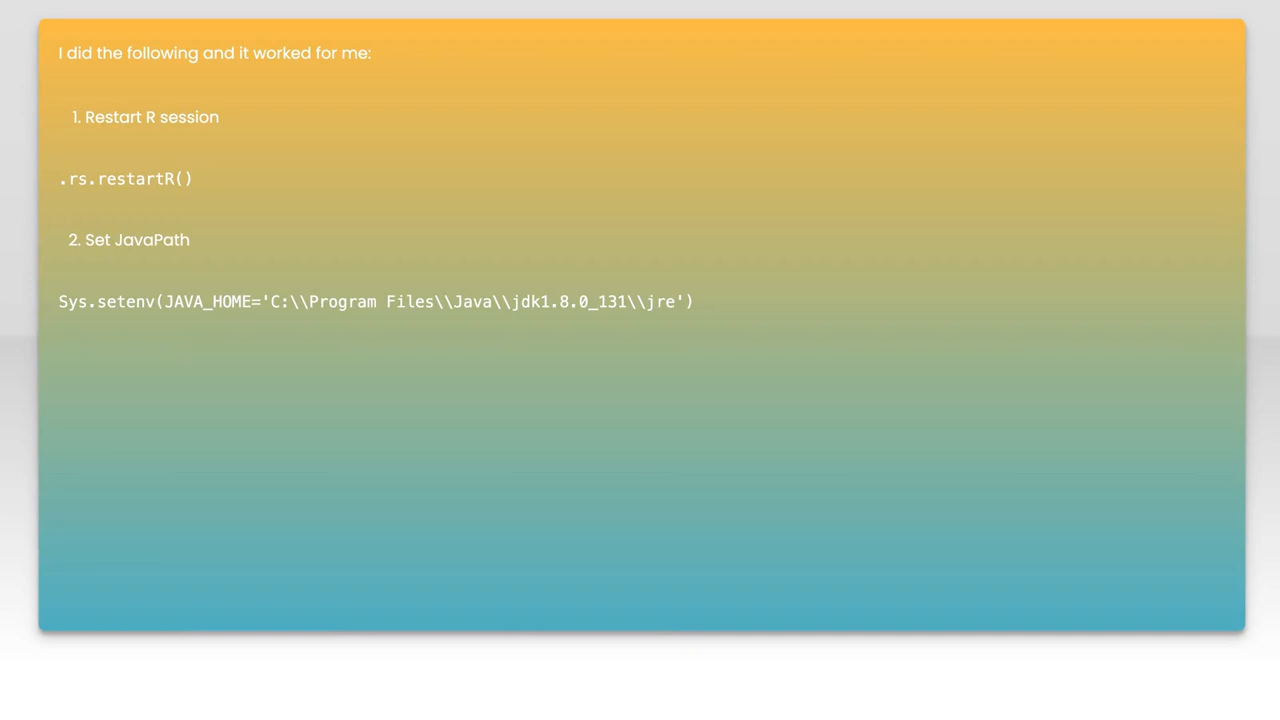 I did the following and it worked for me:
1. Restart R session
.rs.restartR()
2. Set JavaPath
Sys.setenv(JAVA_HOME='C:\\Program Files\\Java\\jdk1.8.0_131\\jre')